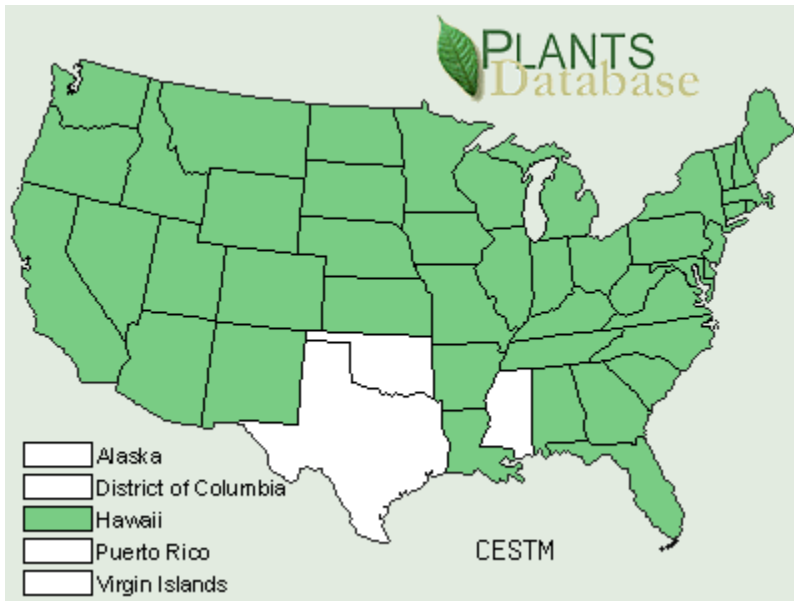 PLANTS
Database
Alaska
District of Columbia
Hawaii
Puerto Rico
Virgin Islands
CESTM